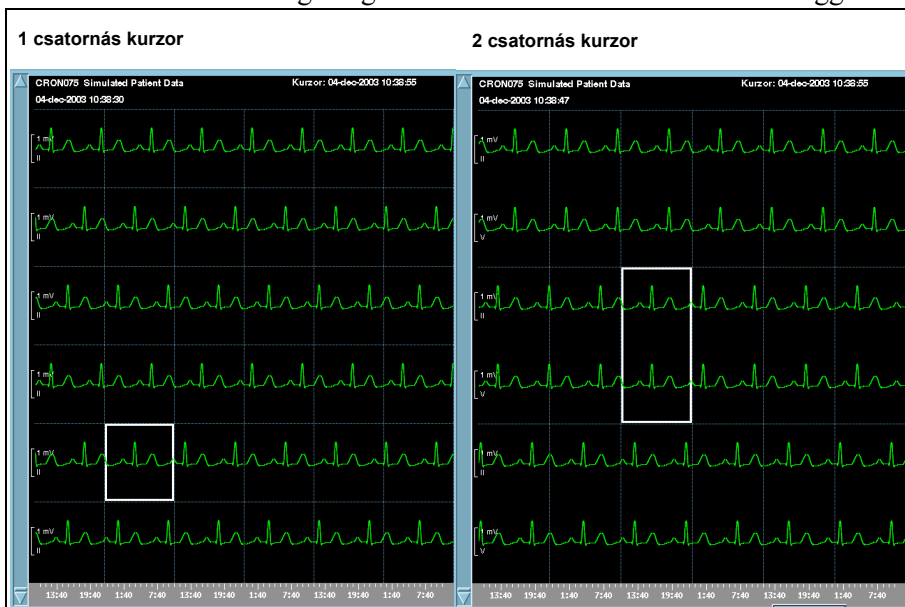 1 csatornás kurzor
CRON075 Simulated Patient Data Kurzor: 04-dec-2003 10:38:55
04-dec-2003 10:38:30
1 mV
II
1 mV
II
1 mV
II
1 mV
II
1 mV
II
1 mV
II
13:40 19:40 1:40 7:40 13:40 19:40 1:40 7:40 13:40 19:40 1:40 7:40
2 csatornás kurzor
CRON075 Simulated Patient Data Kurzor: 04-dec-2003 10:38:55
04-dec-2003 10:38:47
1 mV
II
1 mV
V
1 mV
II
1 mV
V
1 mV
II
1 mV
V
13:40 19:40 1:40 7:40 13:40 19:40 1:40 7:40 13:40 19:40 1:40 7:40